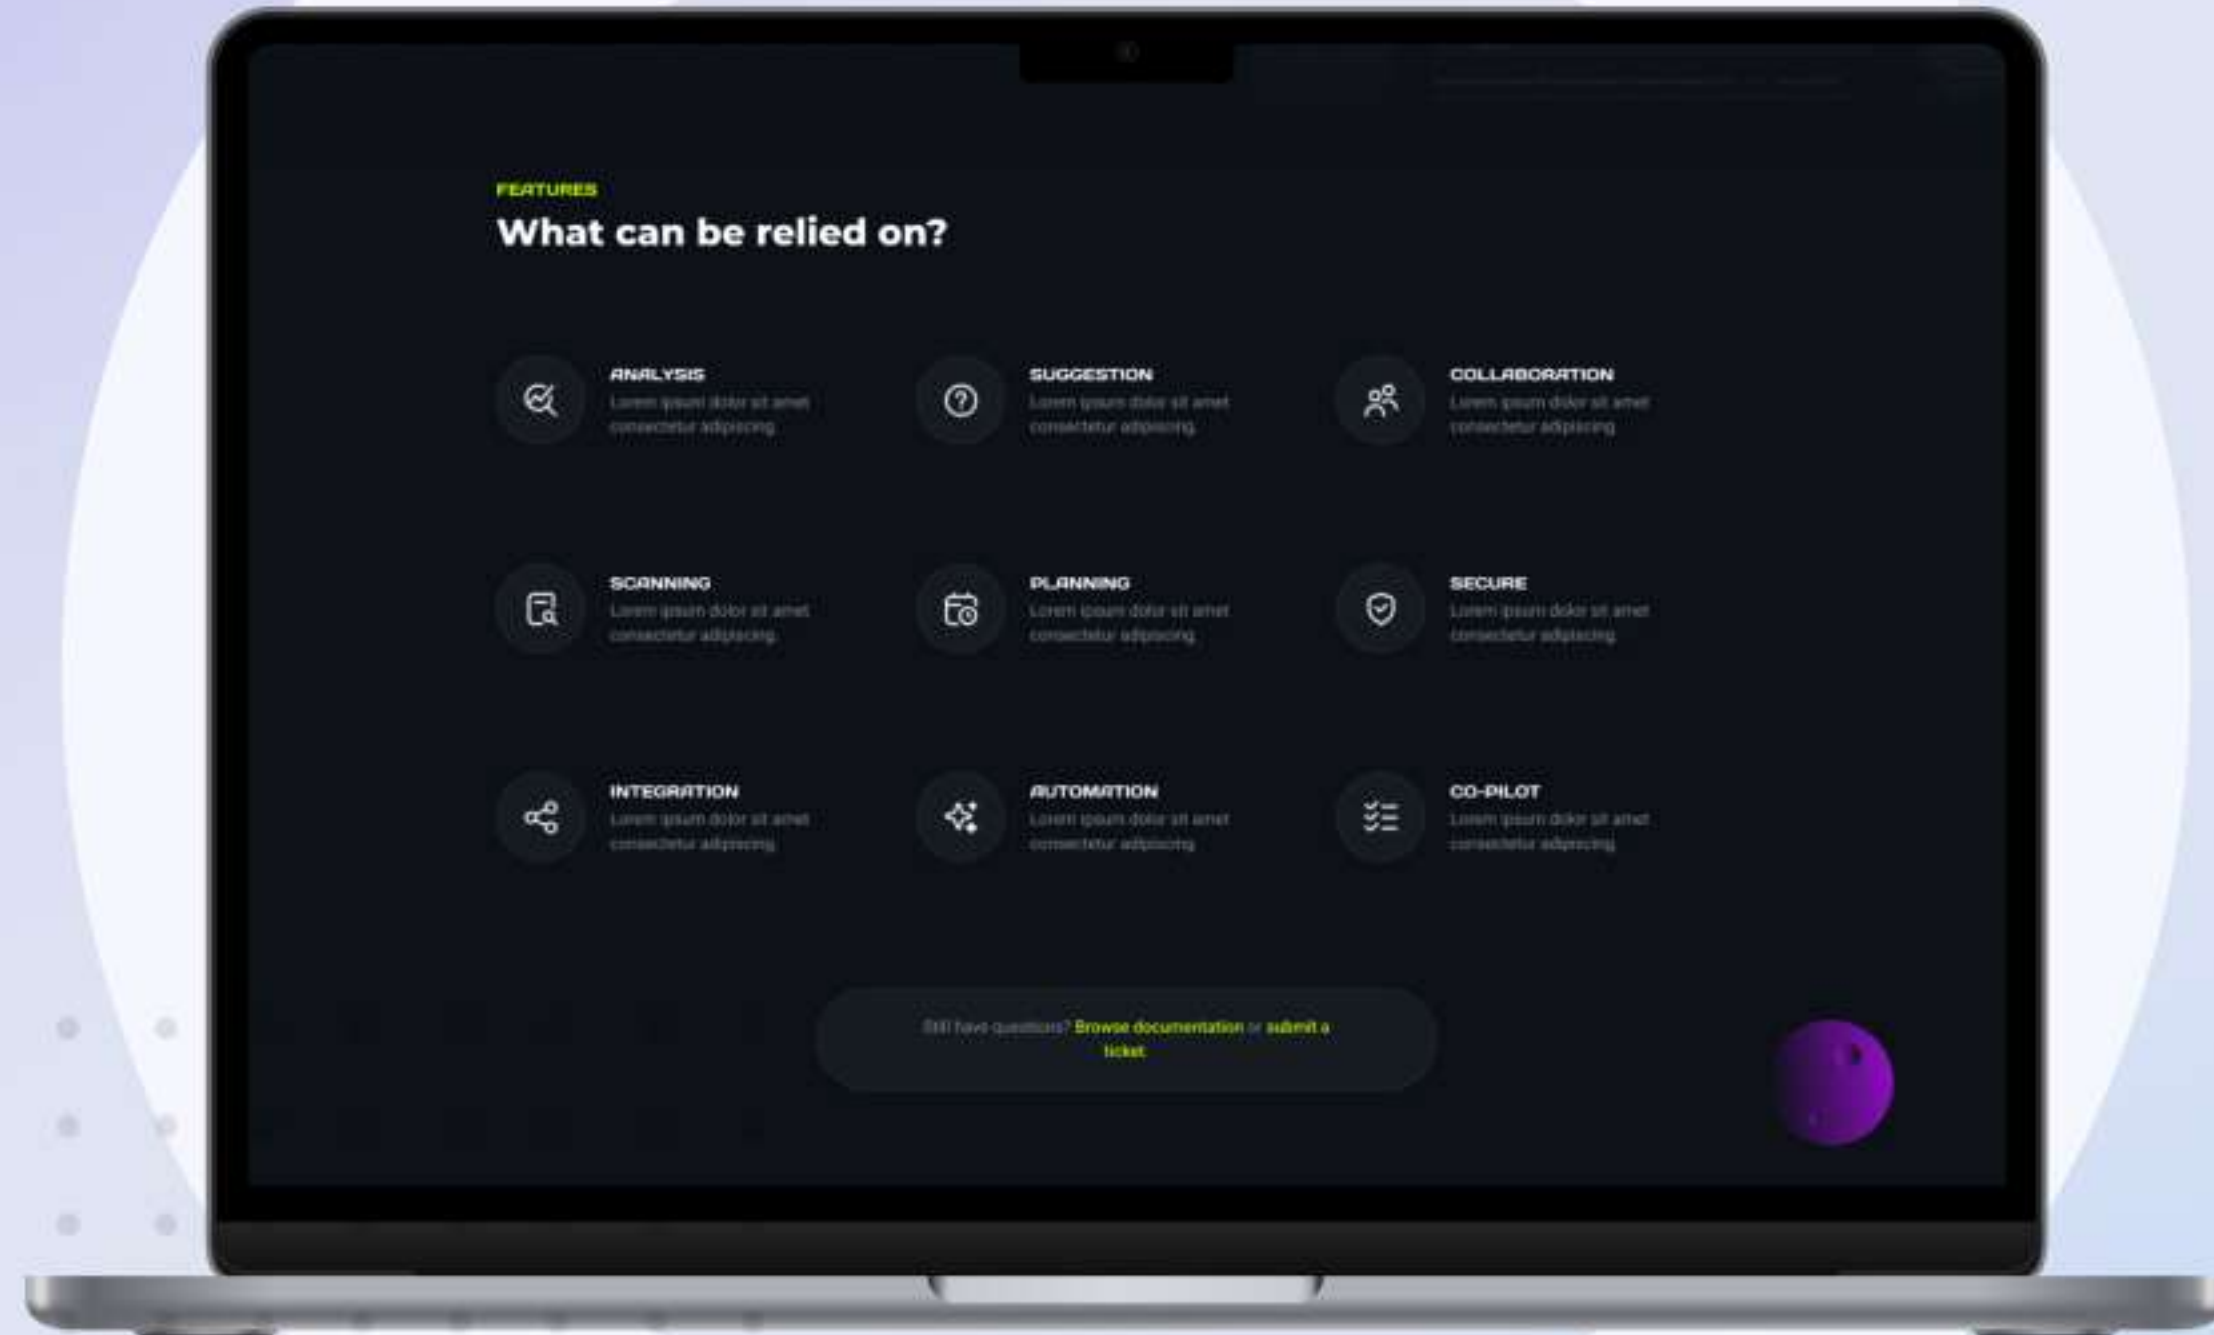 FEATURES
What can be relied on?
ANALYSIS
Lorem ipsum dolor sit amet
consectetur adipiscing.
SUGGESTION
Lorem ipsum dolor sit amet
consectetur adipiscing.
COLLABORATION
Lorem ipsum dolor sit amet
consectetur adipiscing.
SCANNING
Lorem ipsum dolor sit amet
consectetur adipiscing.
PLANNING
Lorem ipsum dolor sit amet
consectetur adipiscing.
SECURE
Lorem ipsum dolor sit amet
consectetur adipiscing.
INTEGRATION
Lorem ipsum dolor sit amet
consectetur adipiscing.
AUTOMATION
Lorem ipsum dolor sit amet
consectetur adipiscing.
CO-PILOT
Lorem ipsum dolor sit amet
consectetur adipiscing.
Still have questions? Browse documentation or submit a
ticket.